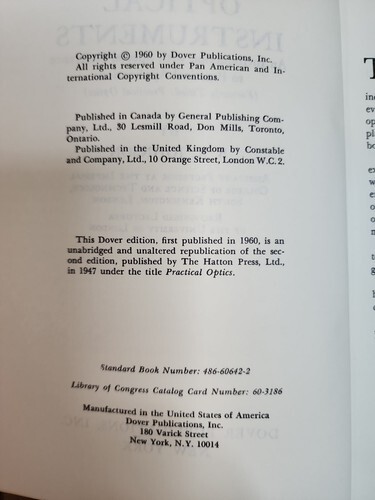 OPTICAL
INSTRUMENTS
Copyright © 1960 by Dover Publications, Inc.
All rights reserved under Pan American and In-
ternational Copyright Conventions.
Published in Canada by General Publishing Com-
pany, Ltd., 30 Lesmill Road, Don Mills, Toronto,
Ontario.
Published in the United Kingdom by Constable
and Company, Ltd., 10 Orange Street, London W.C.2.
This Dover edition, first published in 1960, is an
unabridged and unaltered republication of the sec-
ond edition, published by The Hatton Press, Ltd.,
in 1947 under the title Practical Optics.
Standard Book Number: 486-60642-2
Library of Congress Catalog Card Number: 60-3186
Manufactured in the United States of America
Dover Publications, Inc.
180 Varick Street
New York, N.Y. 10014